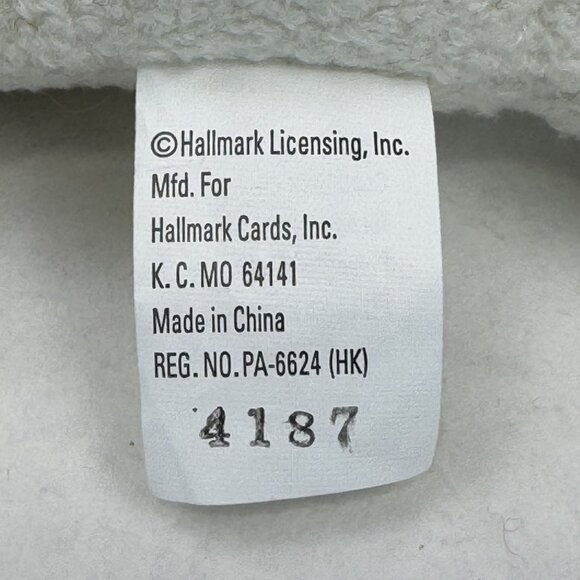 ©Hallmark Licensing, Inc.
Mfd. For
Hallmark Cards, Inc.
K. C. MO 64141
Made in China
REG. NO. PA-6624 (HK)
4187